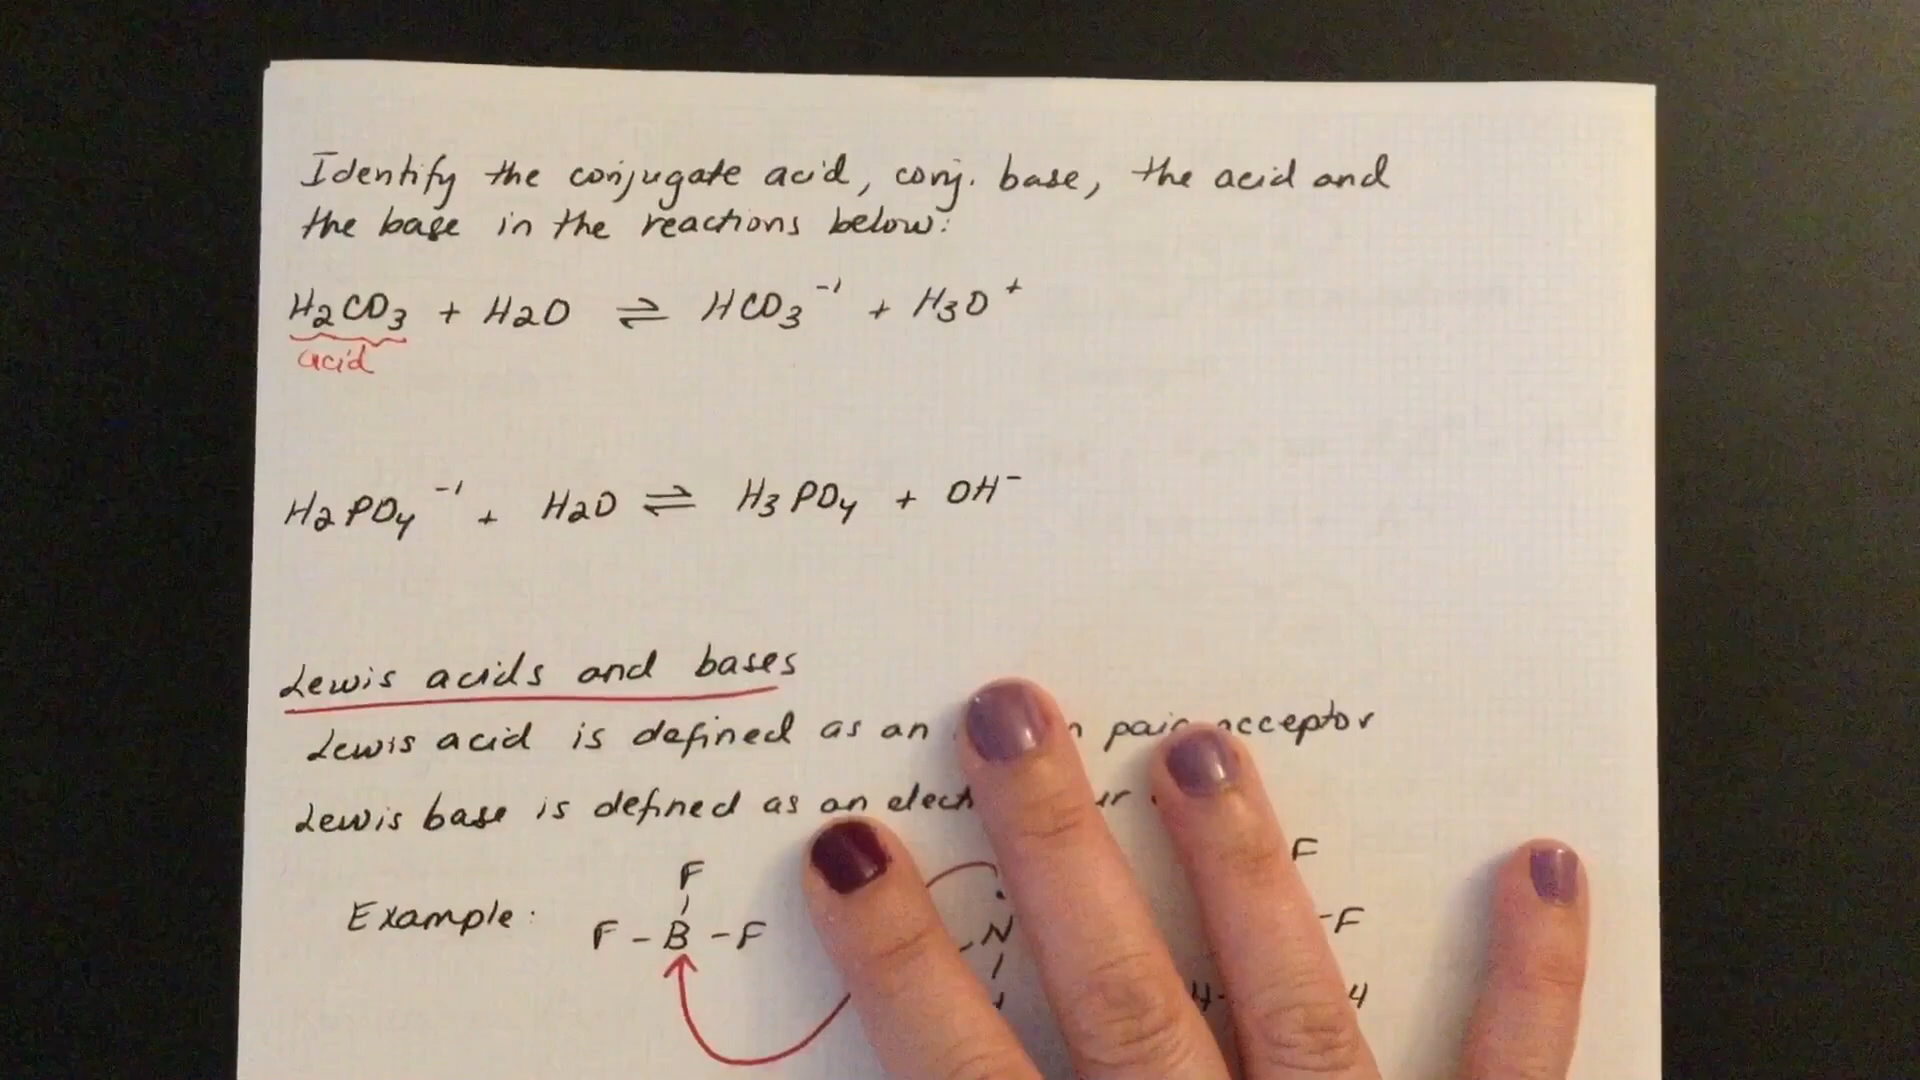 Identify the conjugate acid, conj. base, the acid and
the base in the reactions below:
H2CO3 + H2O ⇌ HCO3⁻¹ + H3O⁺
acid
H2PO4⁻¹ + H2O ⇌ H3PO4 + OH⁻
Lewis acids and bases
Lewis acid is defined as an pair acceptor
Lewis base is defined as an
F
F
Example: F - B - F N -F
H